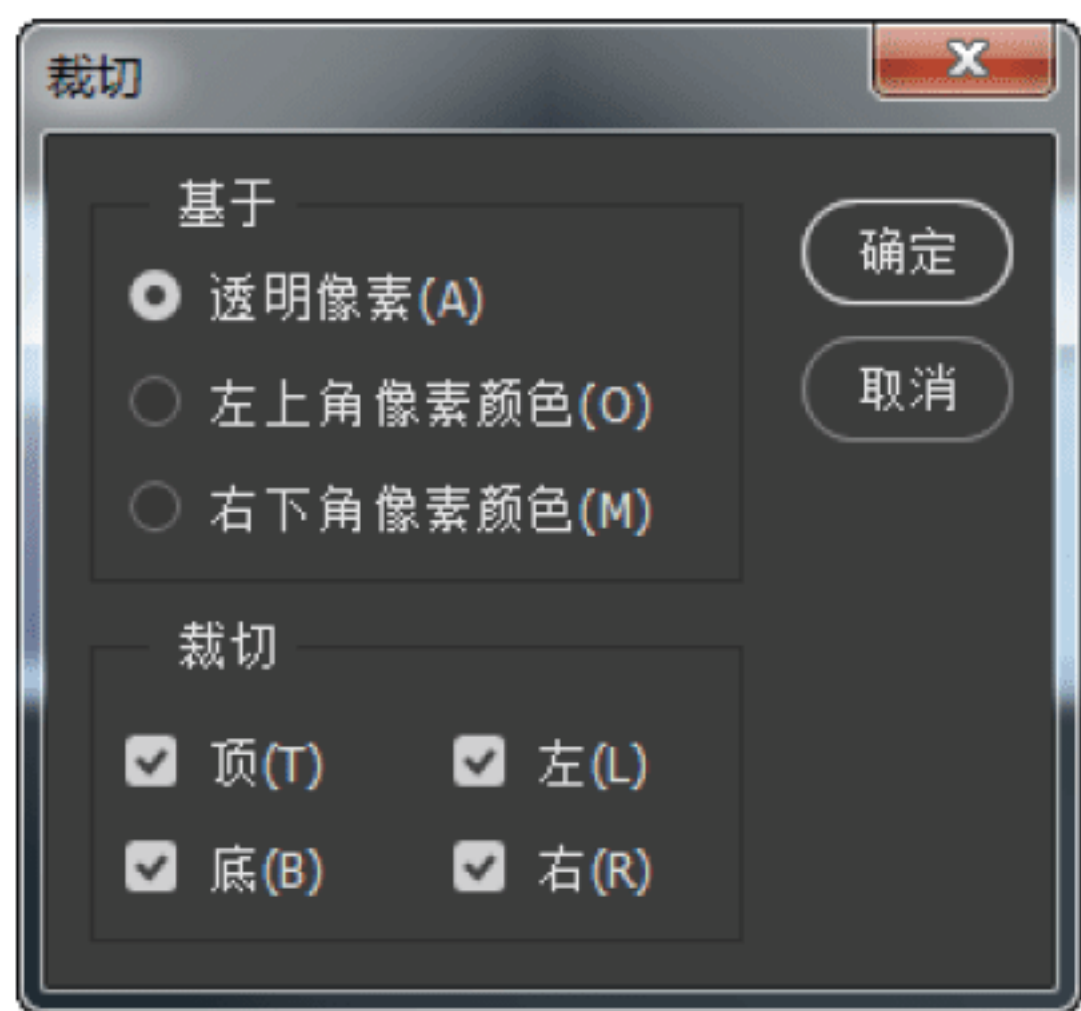 裁切
基于
透明像素(A)
左上角像素颜色(O)
右下角像素颜色(M)
确定
取消
裁切
顶(T) 左(L)
底(B) 右(R)